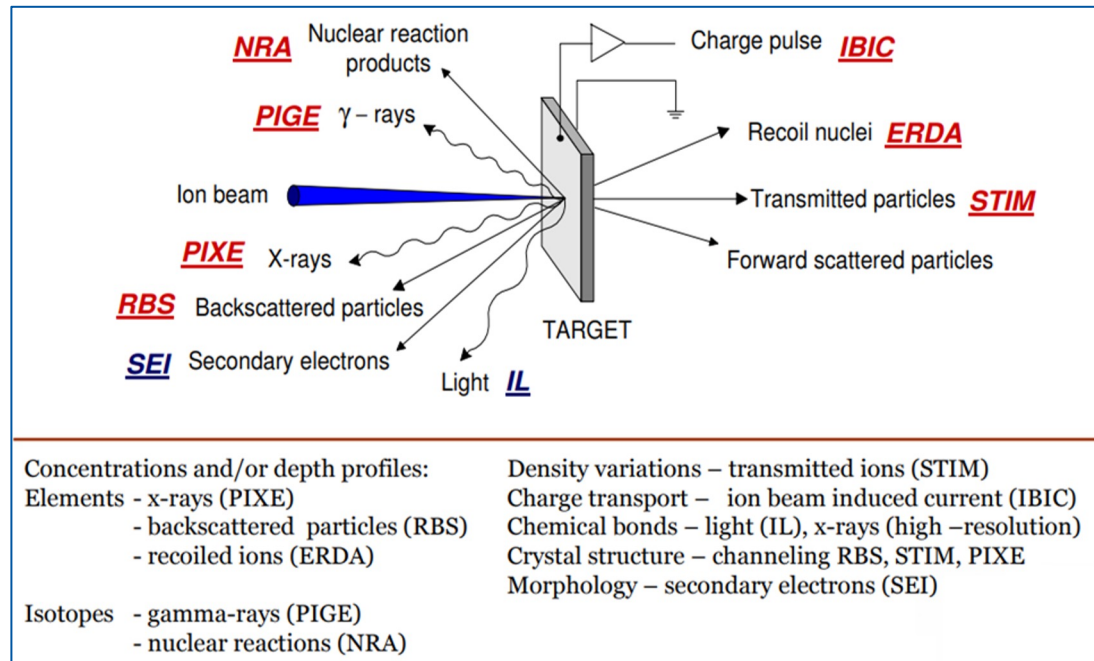 NRA Nuclear reaction
products
Charge pulse IBIC
PIGE γ – rays
Recoil nuclei ERDA
Ion beam
Transmitted particles STIM
PIXE X-rays
Forward scattered particles
RBS Backscattered particles
TARGET
SEI Secondary electrons
Light IL
Concentrations and/or depth profiles:
Elements - x-rays (PIXE)
- backscattered particles (RBS)
- recoiled ions (ERDA)
Isotopes - gamma-rays (PIGE)
- nuclear reactions (NRA)
Density variations – transmitted ions (STIM)
Charge transport – ion beam induced current (IBIC)
Chemical bonds – light (IL), x-rays (high –resolution)
Crystal structure – channeling RBS, STIM, PIXE
Morphology – secondary electrons (SEI)